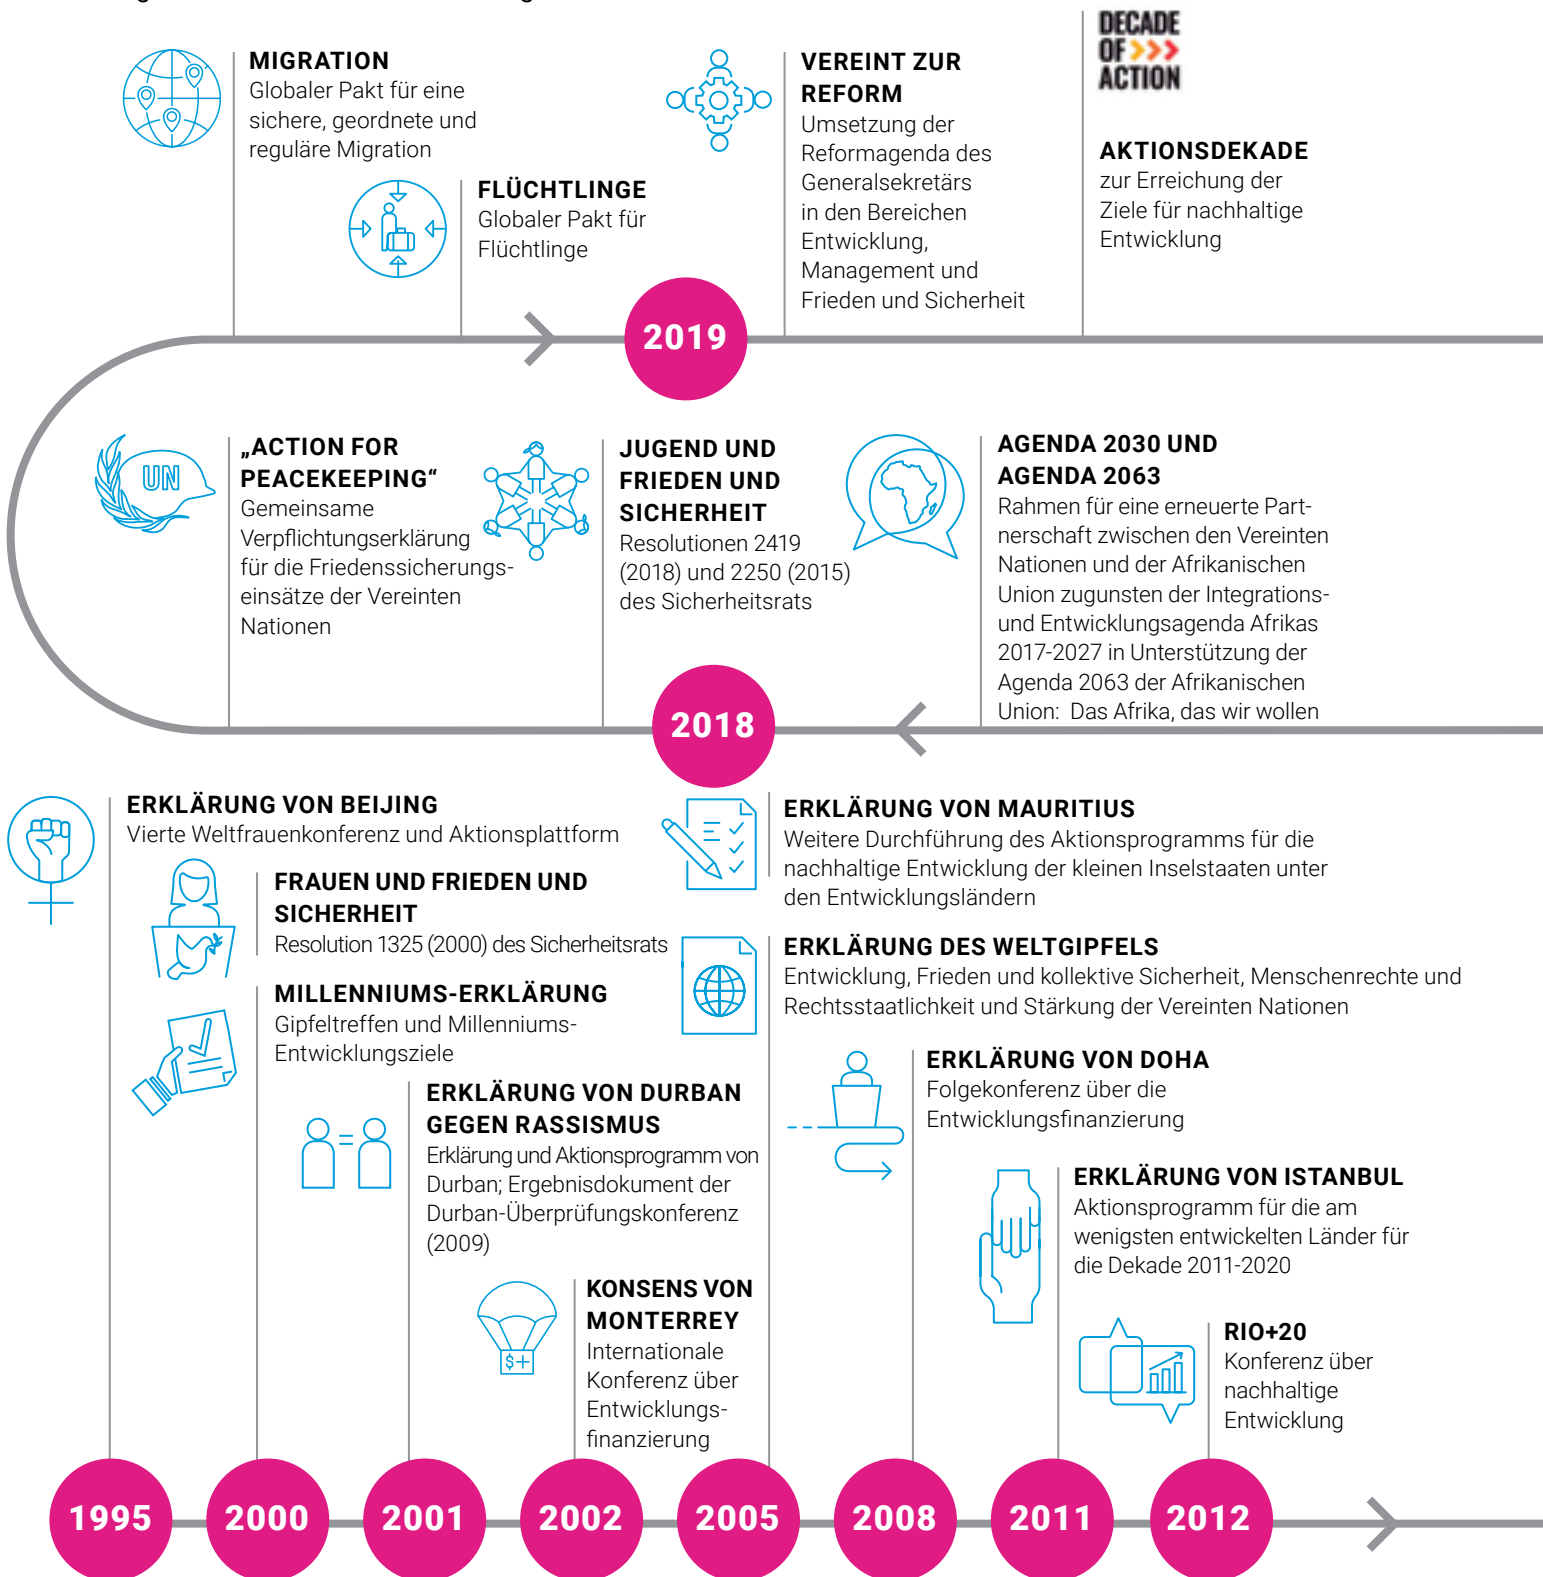 MIGRATION
Globaler Pakt für eine
sichere, geordnete und
reguläre Migration
FLÜCHTLINGE
Globaler Pakt für
Flüchtlinge
VEREINT ZUR
REFORM
Umsetzung der
Reformagenda des
Generalsekretärs
in den Bereichen
Entwicklung,
Management und
Frieden und Sicherheit
DECADE
OF >>>
ACTION
AKTIONSDEKADE
zur Erreichung der
Ziele für nachhaltige
Entwicklung
2019
UN
„ACTION FOR
PEACEKEEPING“
Gemeinsame
Verpflichtungserklärung
für die Friedenssicherungs-
einsätze der Vereinten
Nationen
JUGEND UND
FRIEDEN UND
SICHERHEIT
Resolutionen 2419
(2018) und 2250 (2015)
des Sicherheitsrats
AGENDA 2030 UND
AGENDA 2063
Rahmen für eine erneuerte Part-
nerschaft zwischen den Vereinten
Nationen und der Afrikanischen
Union zugunsten der Integrations-
und Entwicklungsagenda Afrikas
2017-2027 in Unterstützung der
Agenda 2063 der Afrikanischen
Union: Das Afrika, das wir wollen
2018
ERKLÄRUNG VON BEIJING
Vierte Weltfrauenkonferenz und Aktionsplattform
FRAUEN UND FRIEDEN UND
SICHERHEIT
Resolution 1325 (2000) des Sicherheitsrats
MILLENNIUMS-ERKLÄRUNG
Gipfeltreffen und Millenniums-
Entwicklungsziele
ERKLÄRUNG VON DURBAN
GEGEN RASSISMUS
Erklärung und Aktionsprogramm von
Durban; Ergebnisdokument der
Durban-Überprüfungskonferenz
(2009)
$+
KONSENS VON
MONTERREY
Internationale
Konferenz über
Entwicklungs-
finanzierung
ERKLÄRUNG VON MAURITIUS
Weitere Durchführung des Aktionsprogramms für die
nachhaltige Entwicklung der kleinen Inselstaaten unter
den Entwicklungsländern
ERKLÄRUNG DES WELTGIPFELS
Entwicklung, Frieden und kollektive Sicherheit, Menschenrechte und
Rechtsstaatlichkeit und Stärkung der Vereinten Nationen
ERKLÄRUNG VON DOHA
Folgekonferenz über die
Entwicklungsfinanzierung
ERKLÄRUNG VON ISTANBUL
Aktionsprogramm für die am
wenigsten entwickelten Länder für
die Dekade 2011-2020
RIO+20
Konferenz über
nachhaltige
Entwicklung
1995
2000
2001
2002
2005
2008
2011
2012